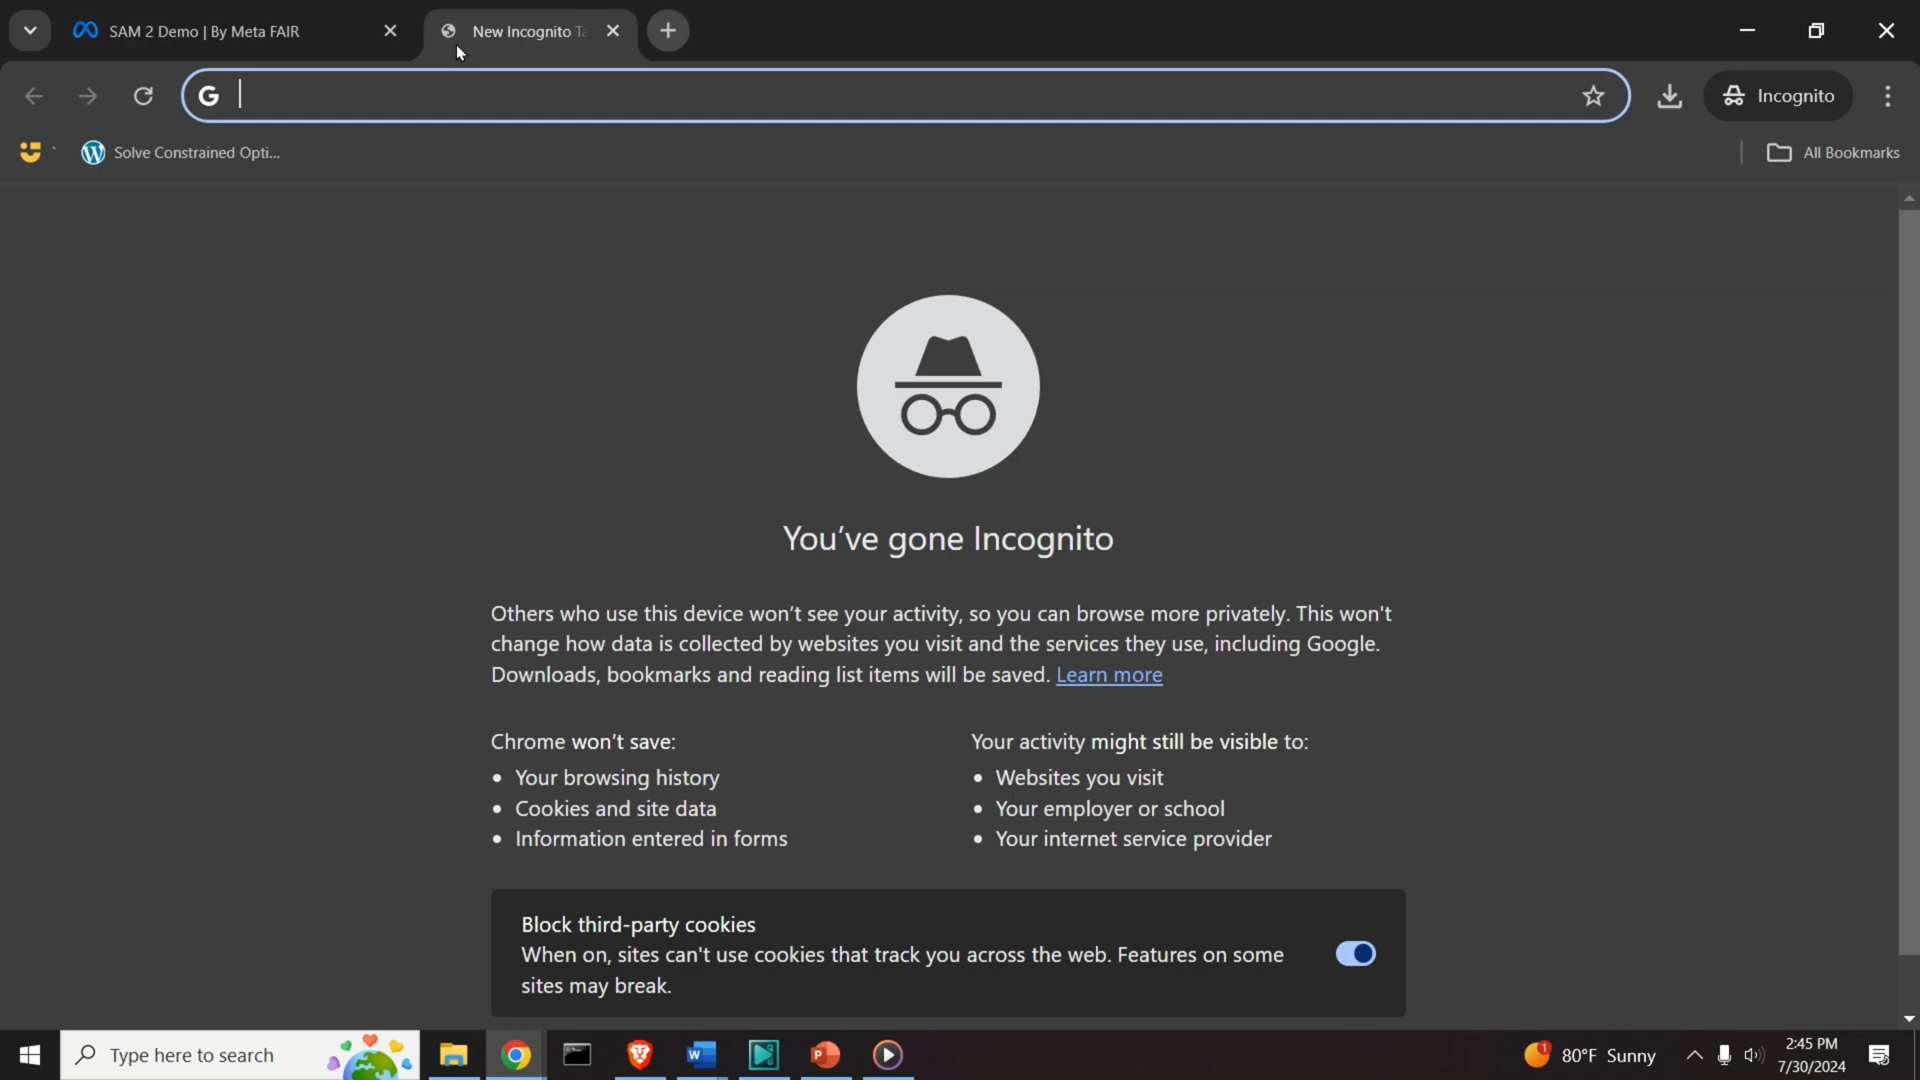 SAM 2 Demo | By Meta FAIR
New Incognito Ta
Incognito
Solve Constrained Opti...
All Bookmarks
You've gone Incognito
Others who use this device won't see your activity, so you can browse more privately. This won't
change how data is collected by websites you visit and the services they use, including Google.
Downloads, bookmarks and reading list items will be saved. Learn more
Chrome won't save:
• Your browsing history
• Cookies and site data
• Information entered in forms
Your activity might still be visible to:
• Websites you visit
• Your employer or school
• Your internet service provider
Block third-party cookies
When on, sites can't use cookies that track you across the web. Features on some
sites may break.
Type here to search
80°F Sunny
2:45 PM
7/30/2024